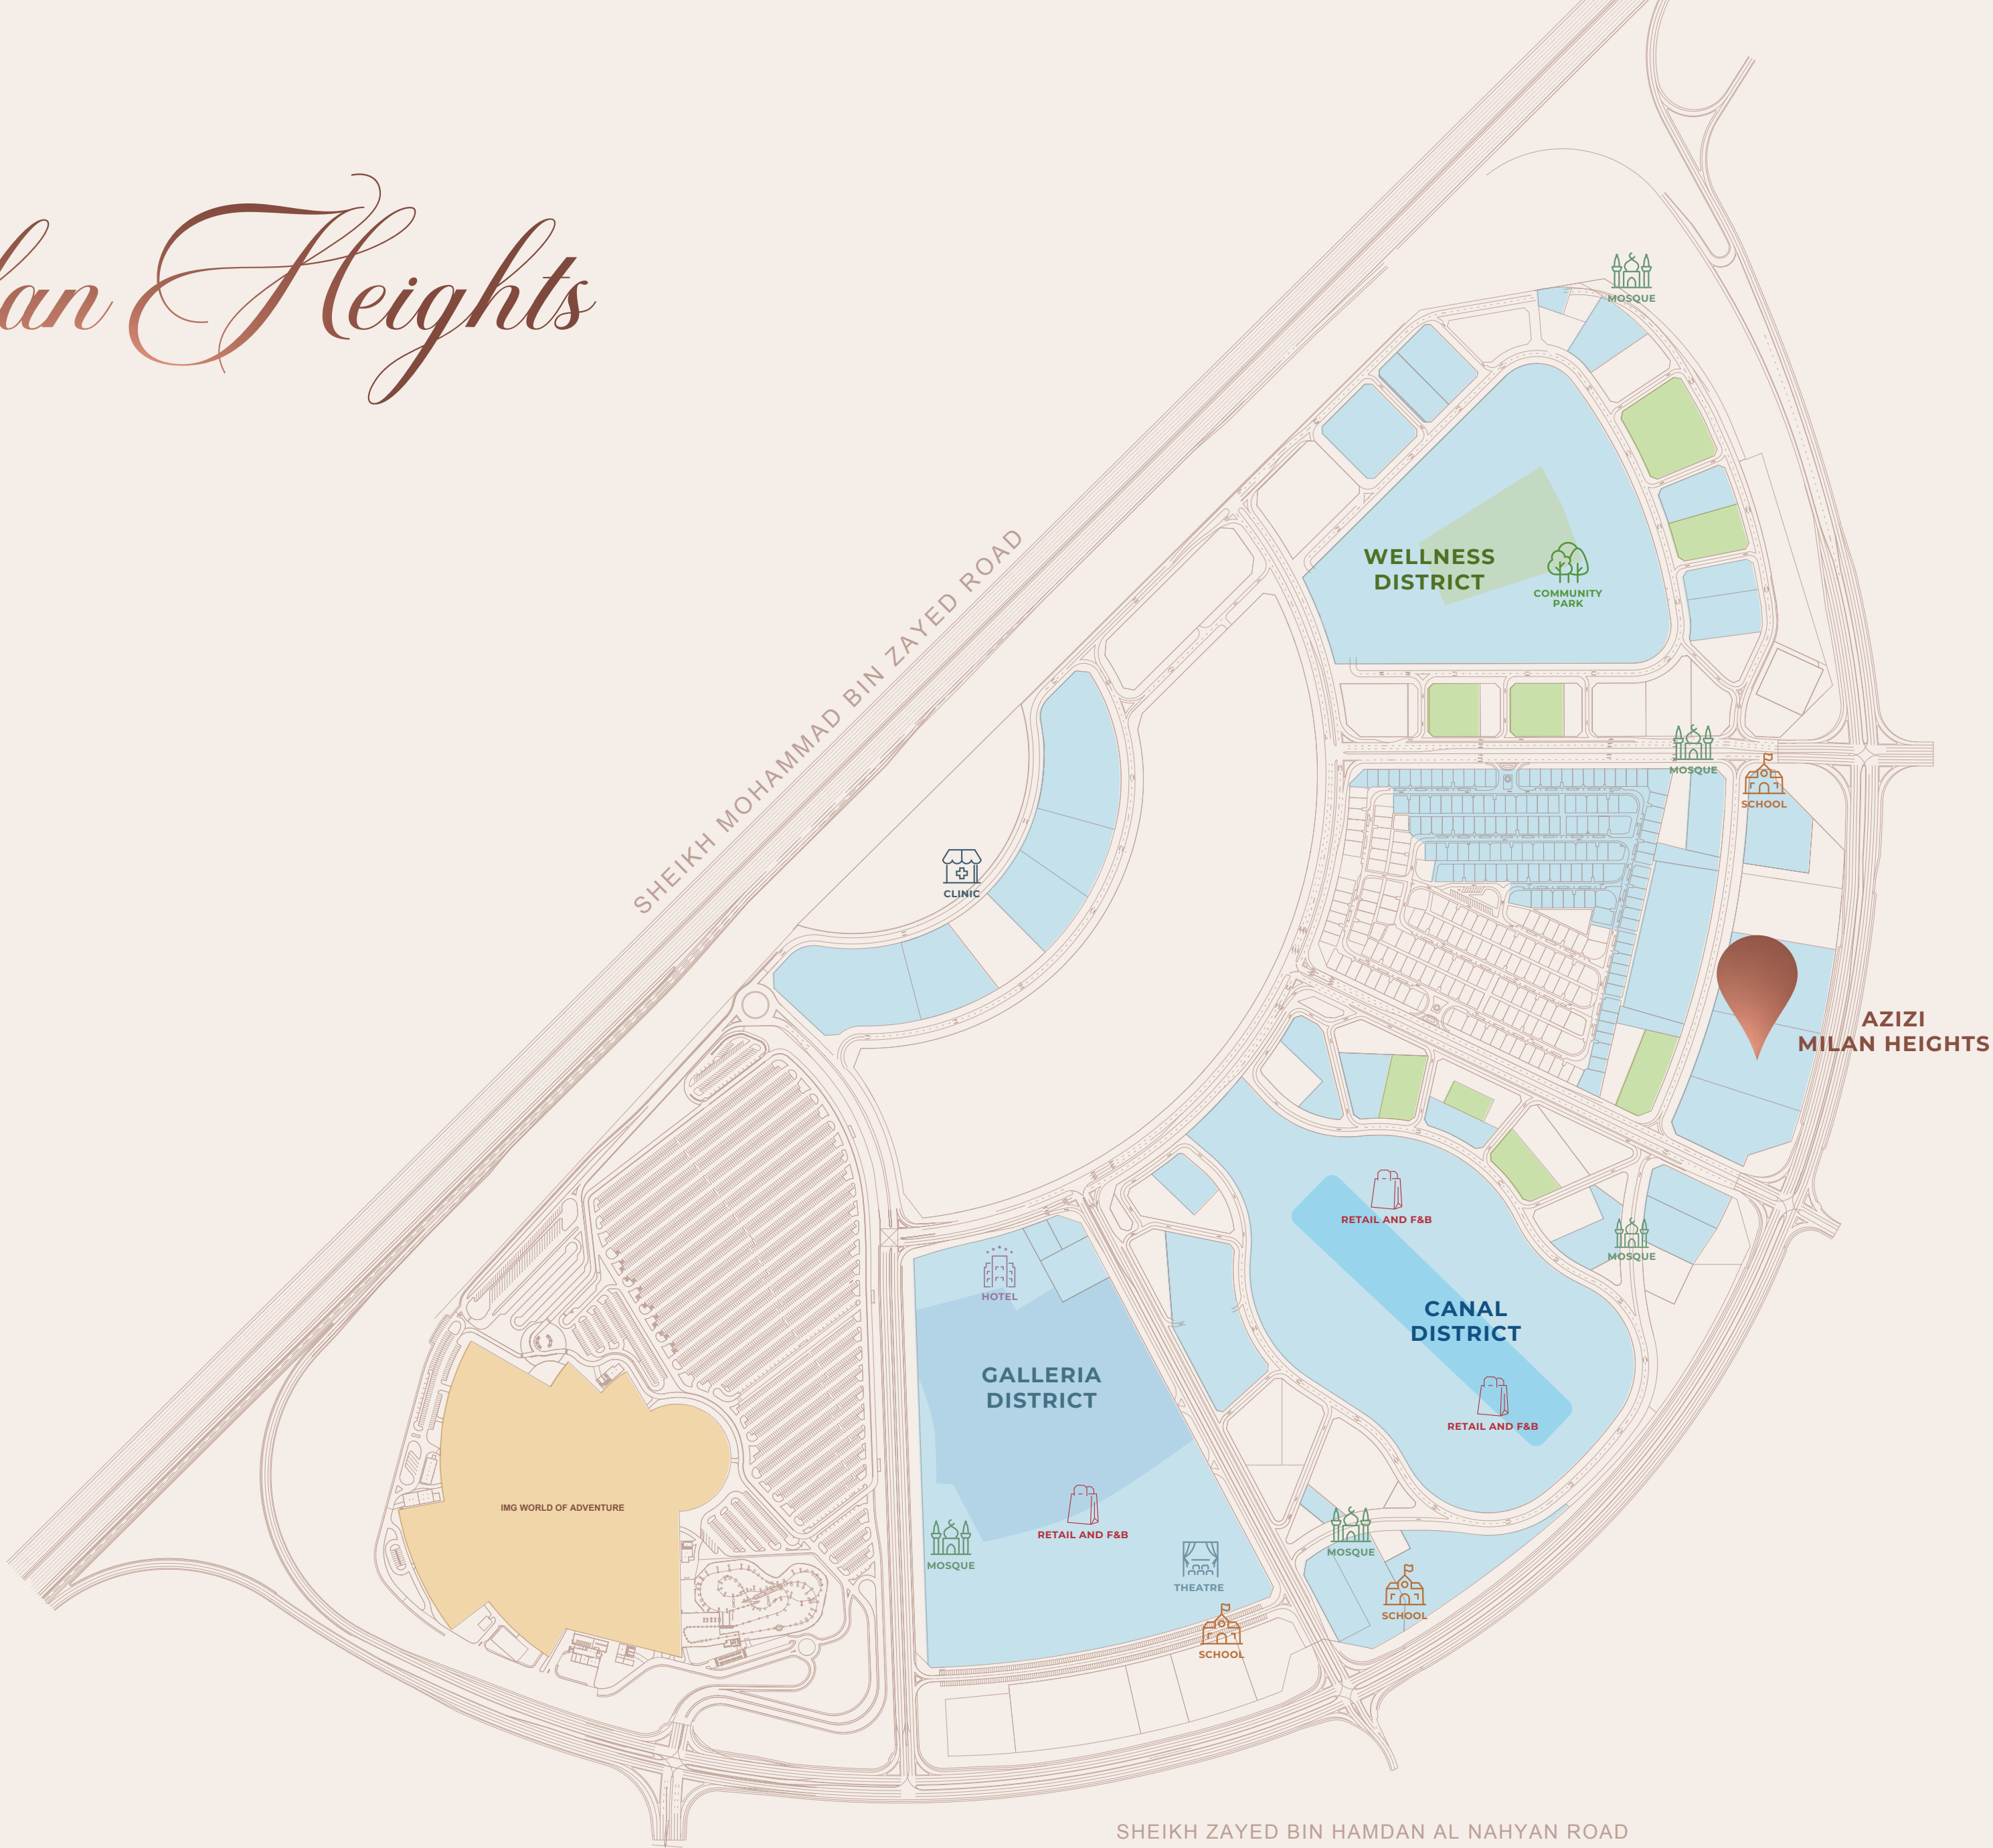 lan Heights
MOSQUE
SHEIKH MOHAMMAD BIN ZAYED ROAD
WELLNESS
DISTRICT
COMMUNITY
PARK
MOSQUE
SCHOOL
CLINIC
AZIZI
MILAN HEIGHTS
RETAIL AND F&B
MOSQUE
HOTEL
CANAL
DISTRICT
GALLERIA
DISTRICT
RETAIL AND F&B
IMG WORLD OF ADVENTURE
RETAIL AND F&B
MOSQUE
MOSQUE
THEATRE
SCHOOL
SCHOOL
SHEIKH ZAYED BIN HAMDAN AL NAHYAN ROAD